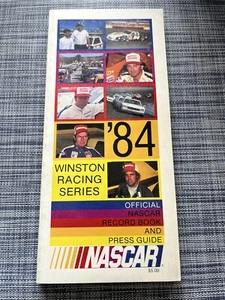 '84
WINSTON
RACING
SERIES
OFFICIAL
NASCAR
RECORD BOOK
AND
PRESS GUIDE
NASCAR